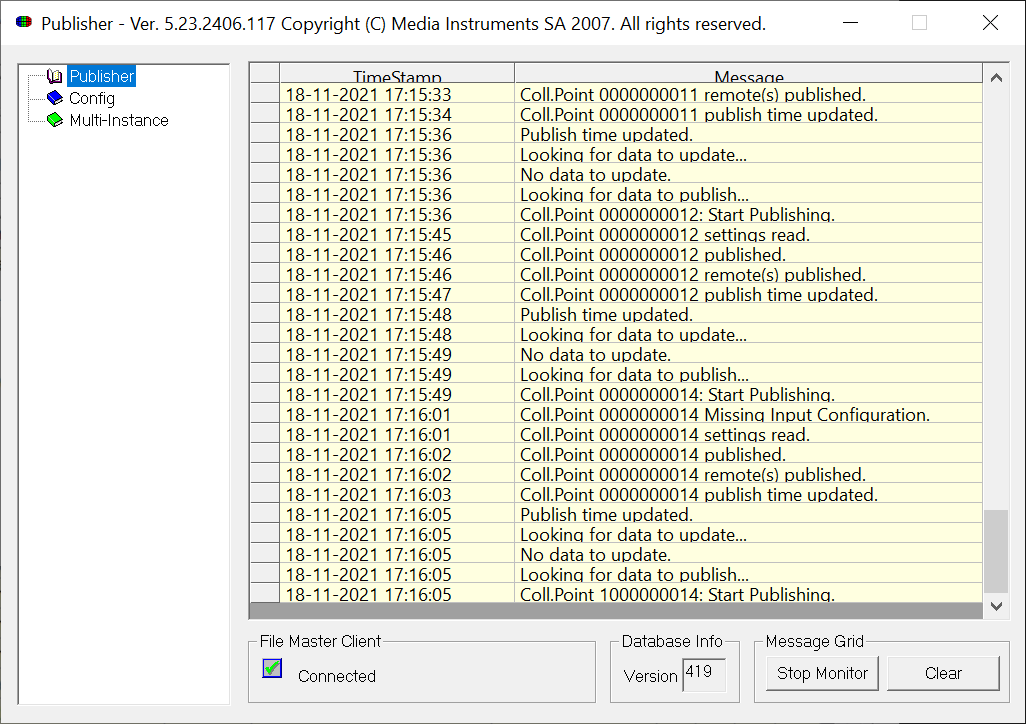 Publisher - Ver. 5.23.2406.117 Copyright (C) Media Instruments SA 2007. All rights reserved.
Publisher
Config
Multi-Instance
TimeStamp Message
18-11-2021 17:15:33 Coll.Point 0000000011 remote(s) published.
18-11-2021 17:15:34 Coll.Point 0000000011 publish time updated.
18-11-2021 17:15:36 Publish time updated.
18-11-2021 17:15:36 Looking for data to update...
18-11-2021 17:15:36 No data to update.
18-11-2021 17:15:36 Looking for data to publish...
18-11-2021 17:15:36 Coll.Point 0000000012: Start Publishing.
18-11-2021 17:15:45 Coll.Point 0000000012 settings read.
18-11-2021 17:15:46 Coll.Point 0000000012 published.
18-11-2021 17:15:46 Coll.Point 0000000012 remote(s) published.
18-11-2021 17:15:47 Coll.Point 0000000012 publish time updated.
18-11-2021 17:15:48 Publish time updated.
18-11-2021 17:15:48 Looking for data to update...
18-11-2021 17:15:49 No data to update.
18-11-2021 17:15:49 Looking for data to publish...
18-11-2021 17:15:49 Coll.Point 0000000014: Start Publishing.
18-11-2021 17:16:01 Coll.Point 0000000014 Missing Input Configuration.
18-11-2021 17:16:01 Coll.Point 0000000014 settings read.
18-11-2021 17:16:02 Coll.Point 0000000014 published.
18-11-2021 17:16:02 Coll.Point 0000000014 remote(s) published.
18-11-2021 17:16:03 Coll.Point 0000000014 publish time updated.
18-11-2021 17:16:05 Publish time updated.
18-11-2021 17:16:05 Looking for data to update...
18-11-2021 17:16:05 No data to update.
18-11-2021 17:16:05 Looking for data to publish...
18-11-2021 17:16:05 Coll.Point 1000000014: Start Publishing.
File Master Client
Connected
Database Info
Version 419
Message Grid
Stop Monitor
Clear